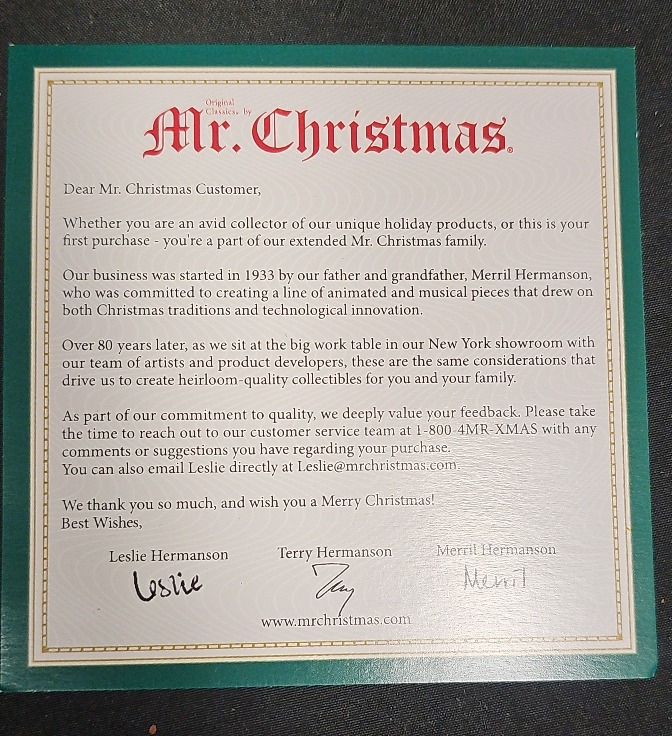 Original
Classics. by
Mr. Christmas.®
Dear Mr. Christmas Customer,
Whether you are an avid collector of our unique holiday products, or this is your
first purchase - you're a part of our extended Mr. Christmas family.
Our business was started in 1933 by our father and grandfather, Merril Hermanson,
who was committed to creating a line of animated and musical pieces that drew on
both Christmas traditions and technological innovation.
Over 80 years later, as we sit at the big work table in our New York showroom with
our team of artists and product developers, these are the same considerations that
drive us to create heirloom-quality collectibles for you and your family.
As part of our commitment to quality, we deeply value your feedback. Please take
the time to reach out to our customer service team at 1-800-4MR-XMAS with any
comments or suggestions you have regarding your purchase.
You can also email Leslie directly at Leslie@mrchristmas.com.
We thank you so much, and wish you a Merry Christmas!
Best Wishes,
Leslie Hermanson Terry Hermanson Merril Hermanson
Leslie Terry Merril
www.mrchristmas.com